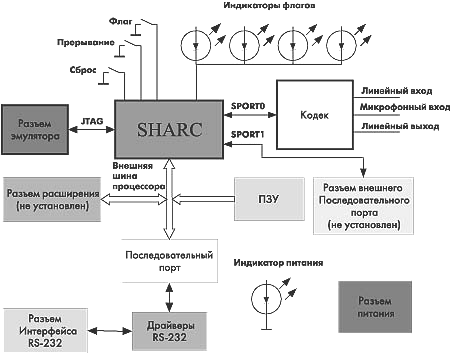 Флаг
Индикаторы флагов
Прерывание
Сброс
Линейный вход
SPORT0
Микрофонный вход
Кодек
JTAG
Разъем
эмулятора
SHARC
Линейный выход
SPORT1
Внешняя
шина
процессора
Разъем расширения
(не установлен)
ПЗУ
Разъем внешнего
Последовательного
порта
(не установлен)
Последовательный
порт
Индикатор питания
Разъем
Интерфейса
RS-232
Драйверы
RS-232
Разъем
питания